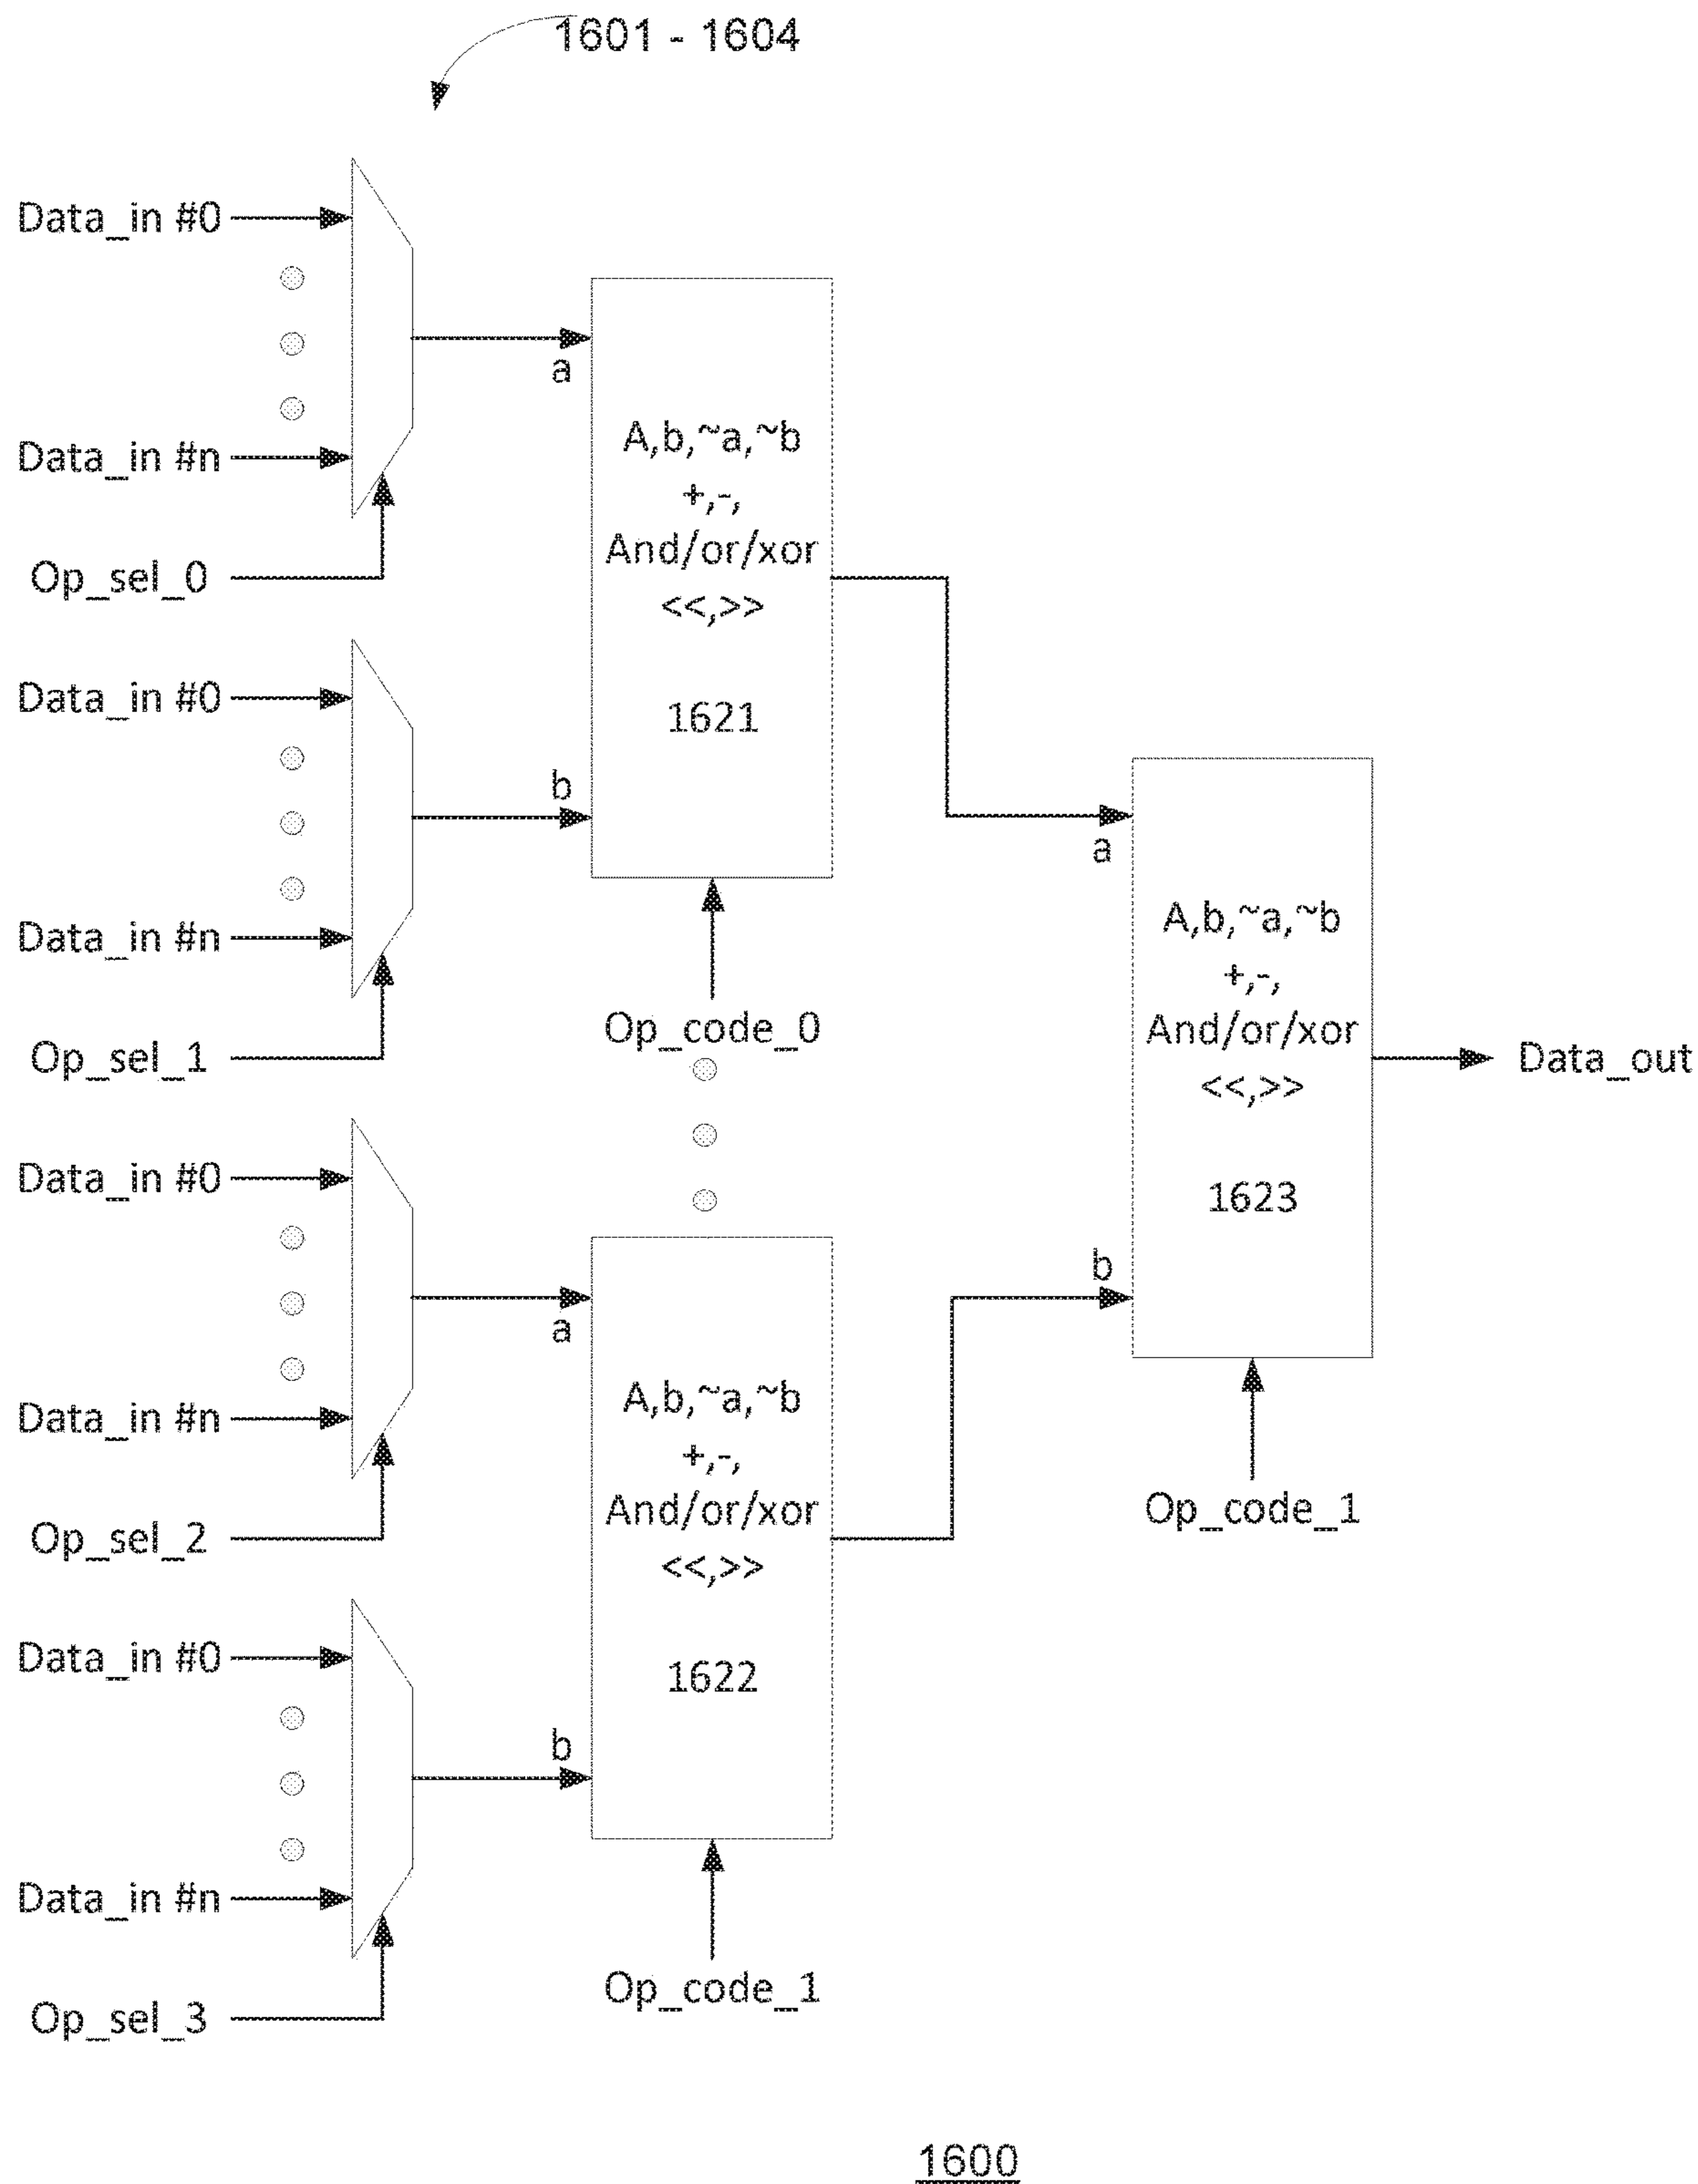 1601 - 1604
Data_in #0
Data_in #n
Op_sel_0
a
A,b,~a,~b
+,-,
And/or/xor
<<,>>
1621
Data_in #0
b
Data_in #n
Op_sel_1
Op_code_0
a
A,b,~a,~b
+,-,
And/or/xor
<<,>>
1623
Data_out
b
Op_code_1
Data_in #0
a
Data_in #n
Op_sel_2
A,b,~a,~b
+,-,
And/or/xor
<<,>>
1622
Data_in #0
b
Data_in #n
Op_sel_3
Op_code_1
1600